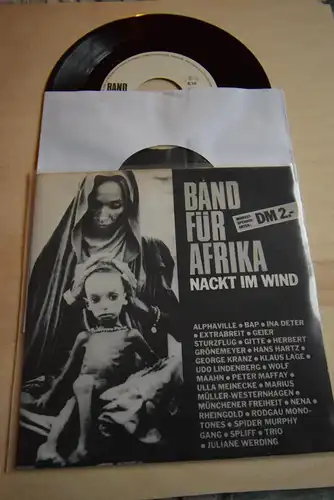 BAND
BAND
FÜR
AFRIKA
NACKT IM WIND
DM 2.-
ALPHAVILLE • BAP • INA DETER
• EXTRABREIT • GEIER
STURZFLUG • GITTE • HERBERT
GRÖNEMEYER • HANS HARTZ •
GEORGE KRANZ • KLAUS LAGE •
UDO LINDENBERG • WOLF
MAAHN • PETER MAFFAY •
ULLA MEINECKE • MARIUS
MÜLLER-WESTERNHAGEN •
MÜNCHENER FREIHEIT • NENA •
RHEINGOLD • RODGAU MONO-
TONES • SPIDER MURPHY
GANG • SPLIFF • TRIO
• JULIANE WERDING